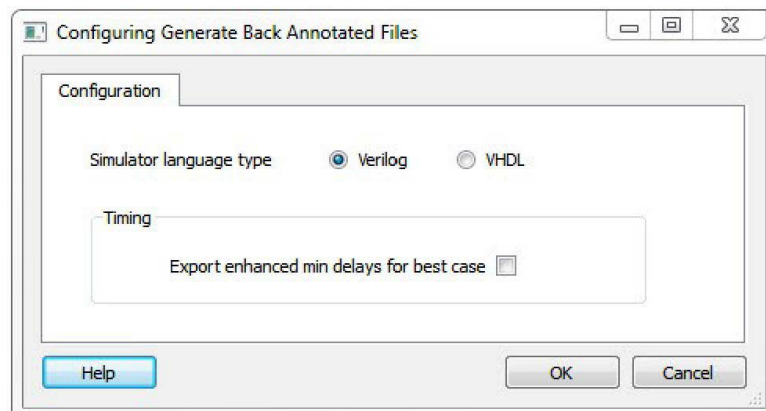 Configuring Generate Back Annotated Files
Configuration
Simulator language type Verilog VHDL
Timing
Export enhanced min delays for best case
Help OK Cancel